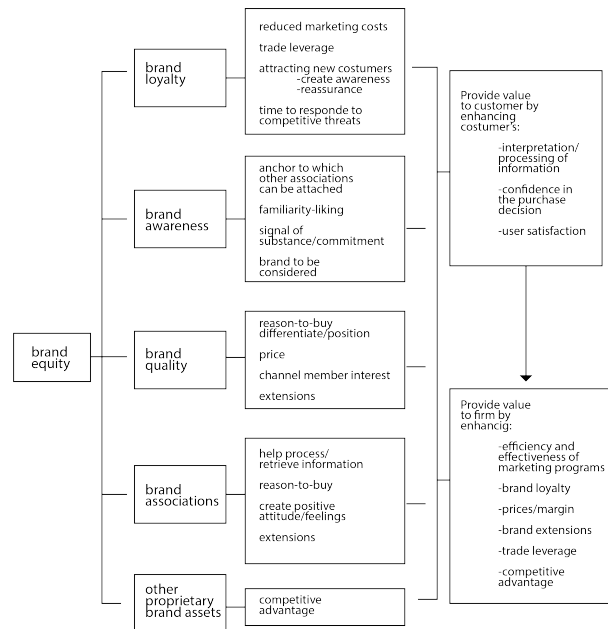 brand
equity
brand
loyalty
reduced marketing costs
trade leverage
attracting new costumers
-create awareness
-reassurance
time to responde to
competitive threats
brand
awareness
anchor to which
other associations
can be attached
familiarity-liking
signal of
substance/commitment
brand to be
considered
brand
quality
reason-to-buy
differentiate/position
price
channel member interest
extensions
brand
associations
help process/
retrieve information
reason-to-buy
create positive
attitude/feelings
extensions
other
proprietary
brand assets
competitive
advantage
Provide value
to customer by
enhancing
costumer's:
-interpretation/
processing of
information
-confidence in
the purchase
decision
-user satisfaction
Provide value
to firm by
enhancig:
-efficiency and
effectiveness of
marketing programs
-brand loyalty
-prices/margin
-brand extensions
-trade leverage
-competitive
advantage